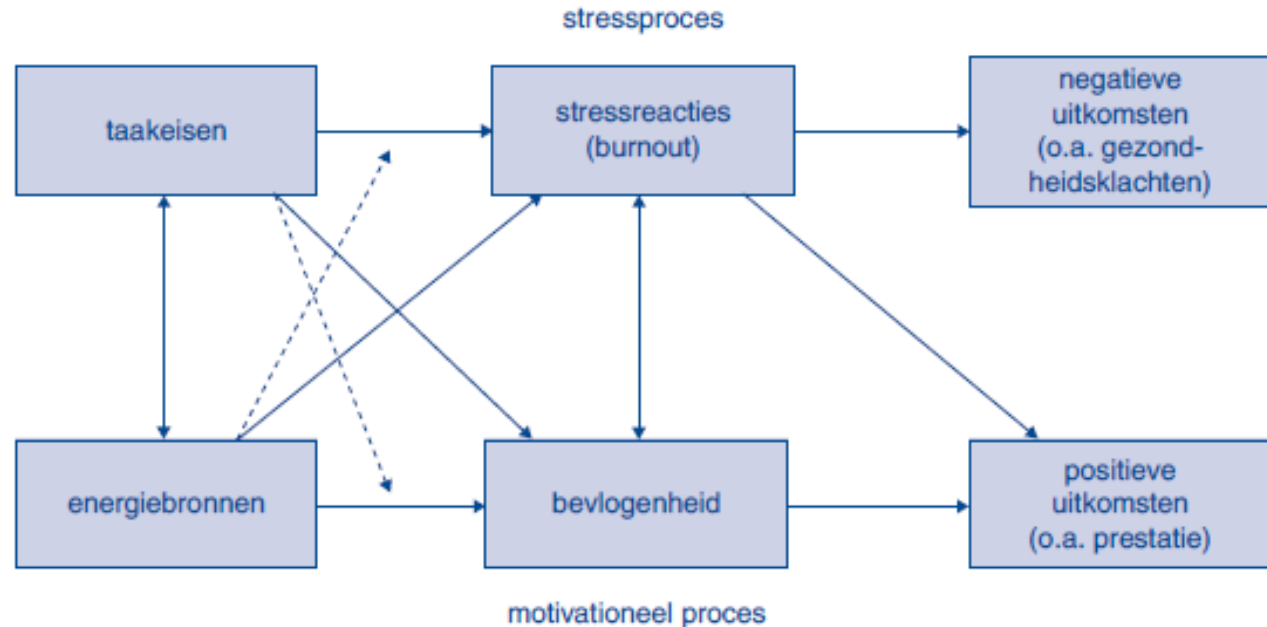 stressproces
taakeisen
stressreacties
(burnout)
negatieve
uitkomsten
(o.a. gezond-
heidsklachten)
energiebronnen
bevlogenheid
positieve
uitkomsten
(o.a. prestatie)
motivationeel proces